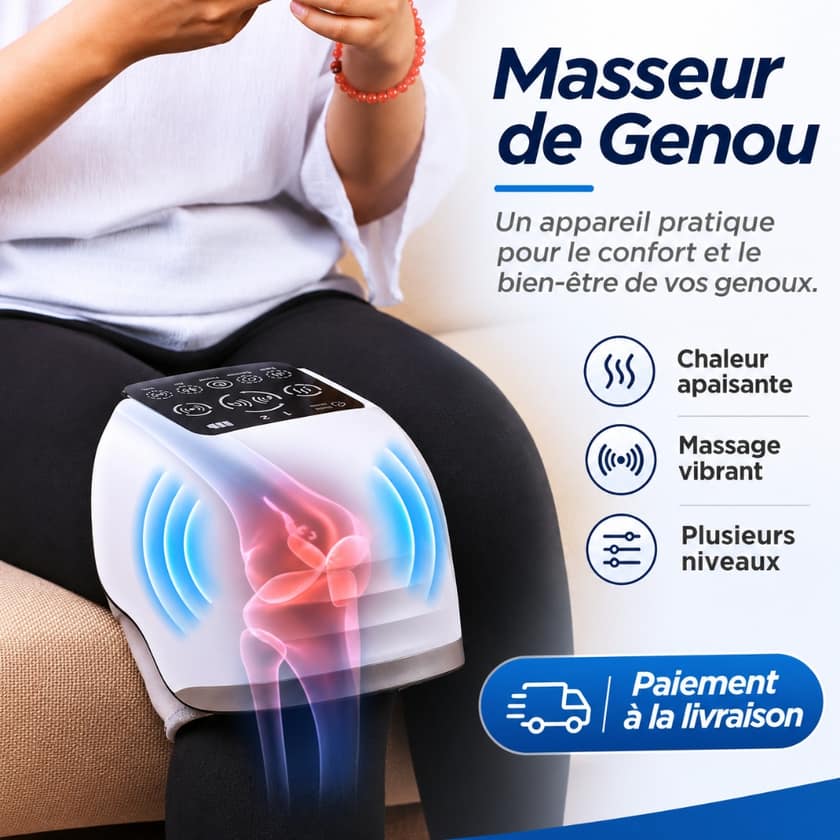 Masseur
de Genou
Un appareil pratique
pour le confort et le
bien-être de vos genoux.
Chaleur
apaisante
Massage
vibrant
Plusieurs
niveaux
Paiement
à la livraison